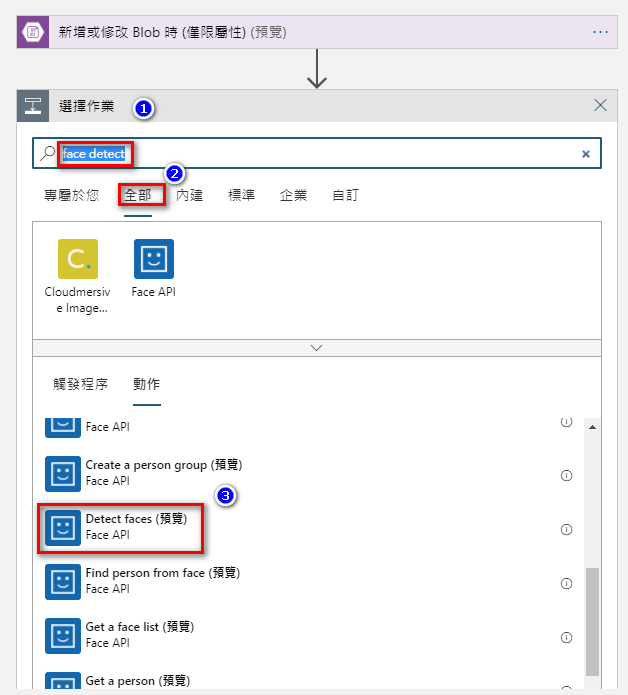 新增或修改 Blob 時 (僅限屬性) (預覽)
選擇作業
1
face detect
2
專屬於您 全部 內建 標準 企業 自訂
Cloudmersiv
e Image...
Face API
觸發程序 動作
Face API
Create a person group (預覽)
Face API
3
Detect faces (預覽)
Face API
Find person from face (預覽)
Face API
Get a face list (預覽)
Face API
Get a person (預覽)